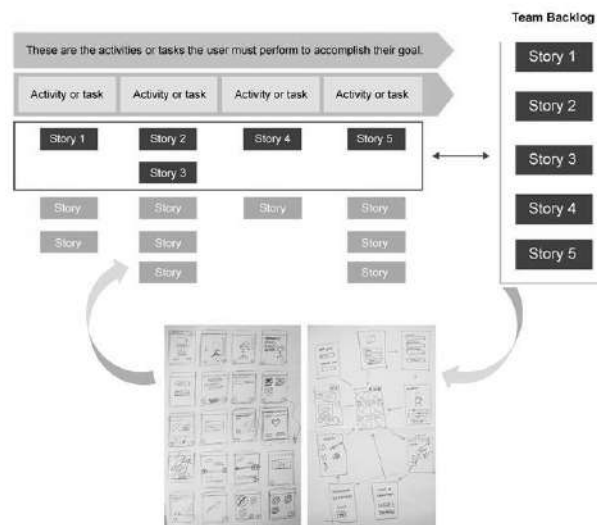 Team Backlog
These are the activities or tasks the user must perform to accomplish their goal.
Activity or task Activity or task Activity or task Activity or task
Story 1 Story 2 Story 4 Story 5
Story 3
Story Story Story Story
Story Story Story
Story Story
Story 1
Story 2
Story 3
Story 4
Story 5